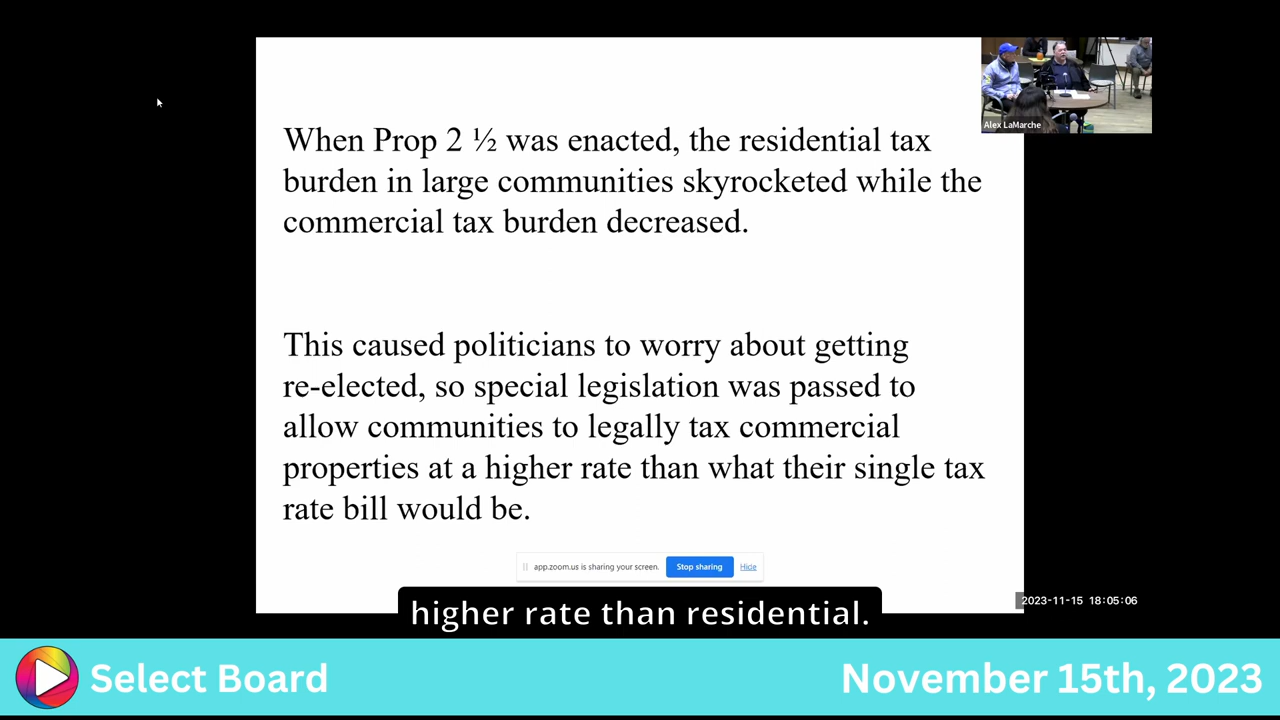 Alex LaMarche
When Prop 2 ½ was enacted, the residential tax
burden in large communities skyrocketed while the
commercial tax burden decreased.
This caused politicians to worry about getting
re-elected, so special legislation was passed to
allow communities to legally tax commercial
properties at a higher rate than what their single tax
rate bill would be.
app.zoom.us is sharing your screen. Stop sharing Hide
2023-11-15 18:05:06
higher rate than residential.
Select Board November 15th, 2023